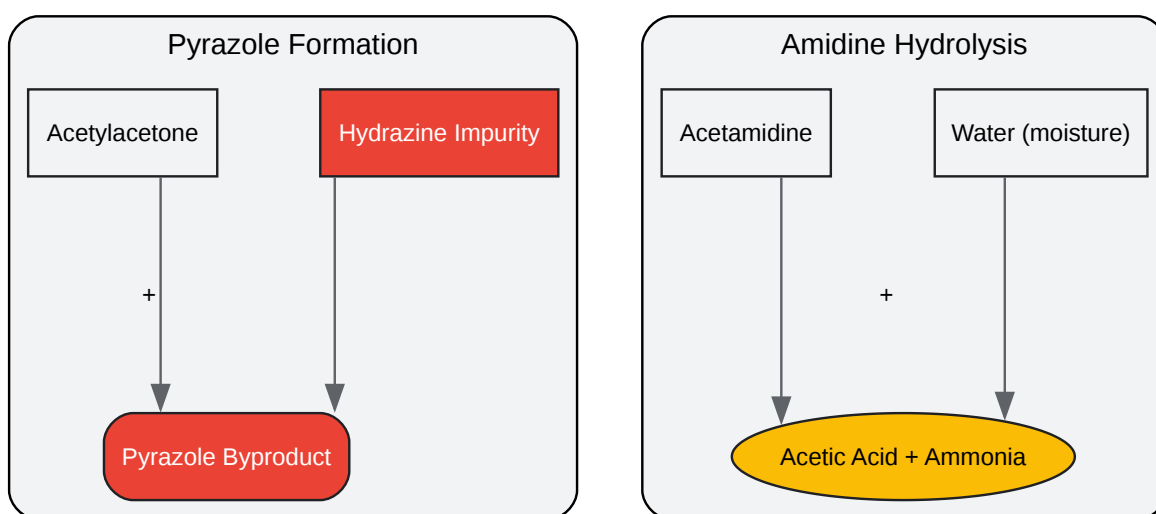 Pyrazole Formation
Acetylacetone
Hydrazine Impurity
+
Pyrazole Byproduct
Amidine Hydrolysis
Acetamidine
Water (moisture)
+
Acetic Acid + Ammonia